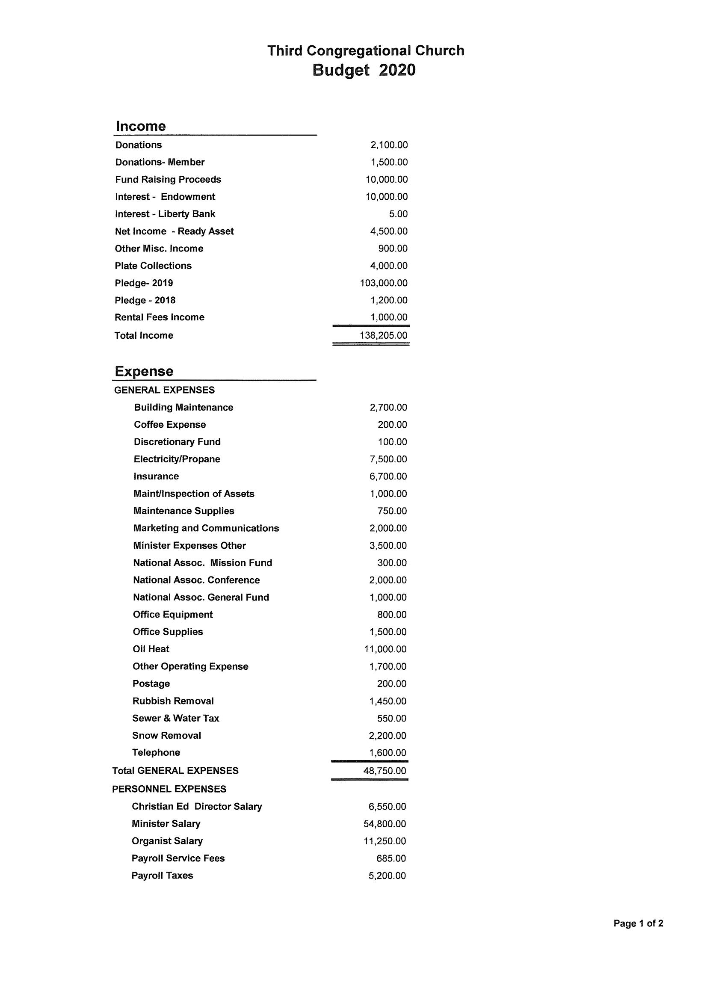 Third Congregational Church
Budget 2020
Income
Donations 2,100.00
Donations- Member 1,500.00
Fund Raising Proceeds 10,000.00
Interest - Endowment 10,000.00
Interest - Liberty Bank 5.00
Net Income - Ready Asset 4,500.00
Other Misc. Income 900.00
Plate Collections 4,000.00
Pledge- 2019 103,000.00
Pledge - 2018 1,200.00
Rental Fees Income 1,000.00
Total Income 138,205.00
Expense
GENERAL EXPENSES
Building Maintenance 2,700.00
Coffee Expense 200.00
Discretionary Fund 100.00
Electricity/Propane 7,500.00
Insurance 6,700.00
Maint/Inspection of Assets 1,000.00
Maintenance Supplies 750.00
Marketing and Communications 2,000.00
Minister Expenses Other 3,500.00
National Assoc. Mission Fund 300.00
National Assoc. Conference 2,000.00
National Assoc. General Fund 1,000.00
Office Equipment 800.00
Office Supplies 1,500.00
Oil Heat 11,000.00
Other Operating Expense 1,700.00
Postage 200.00
Rubbish Removal 1,450.00
Sewer & Water Tax 550.00
Snow Removal 2,200.00
Telephone 1,600.00
Total GENERAL EXPENSES 48,750.00
PERSONNEL EXPENSES
Christian Ed Director Salary 6,550.00
Minister Salary 54,800.00
Organist Salary 11,250.00
Payroll Service Fees 685.00
Payroll Taxes 5,200.00
Page 1 of 2